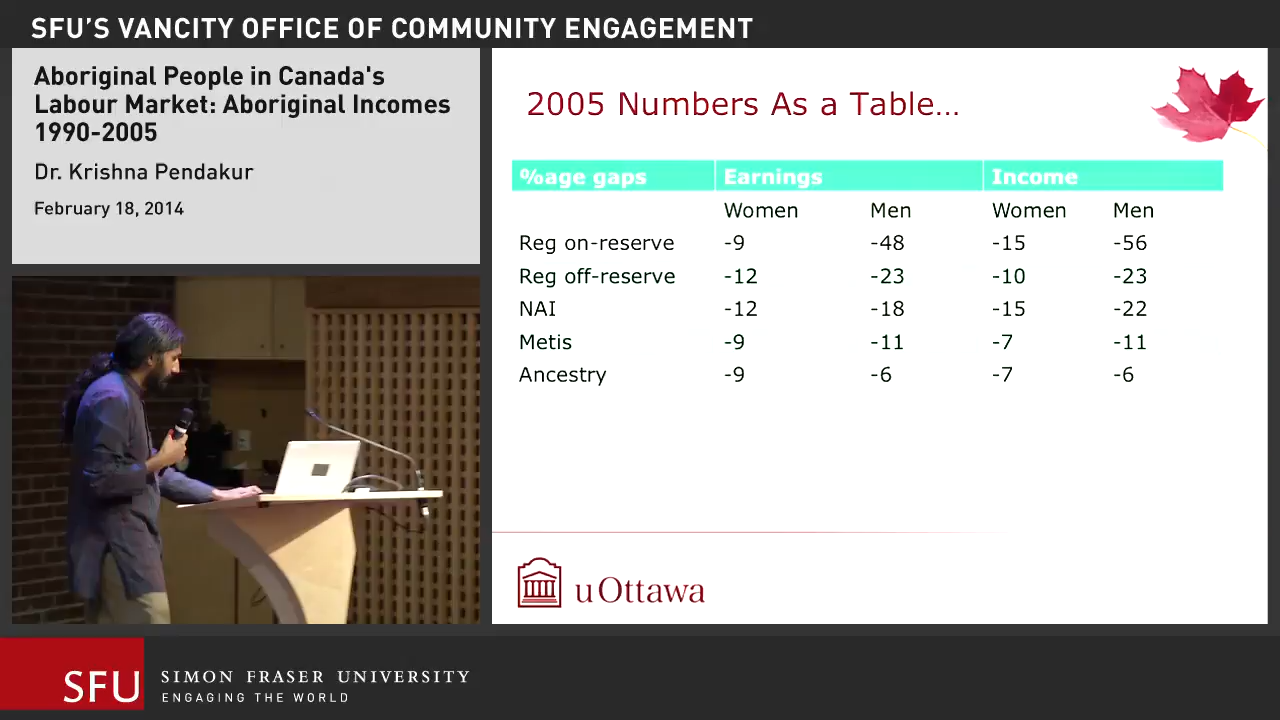 SFU'S VANCITY OFFICE OF COMMUNITY ENGAGEMENT
Aboriginal People in Canada's
Labour Market: Aboriginal Incomes
1990-2005
Dr. Krishna Pendakur
February 18, 2014
2005 Numbers As a Table...
%age gaps Earnings Income
Women Men Women Men
Reg on-reserve -9 -48 -15 -56
Reg off-reserve -12 -23 -10 -23
NAI -12 -18 -15 -22
Metis -9 -11 -7 -11
Ancestry -9 -6 -7 -6
uOttawa
SFU SIMON FRASER UNIVERSITY
ENGAGING THE WORLD